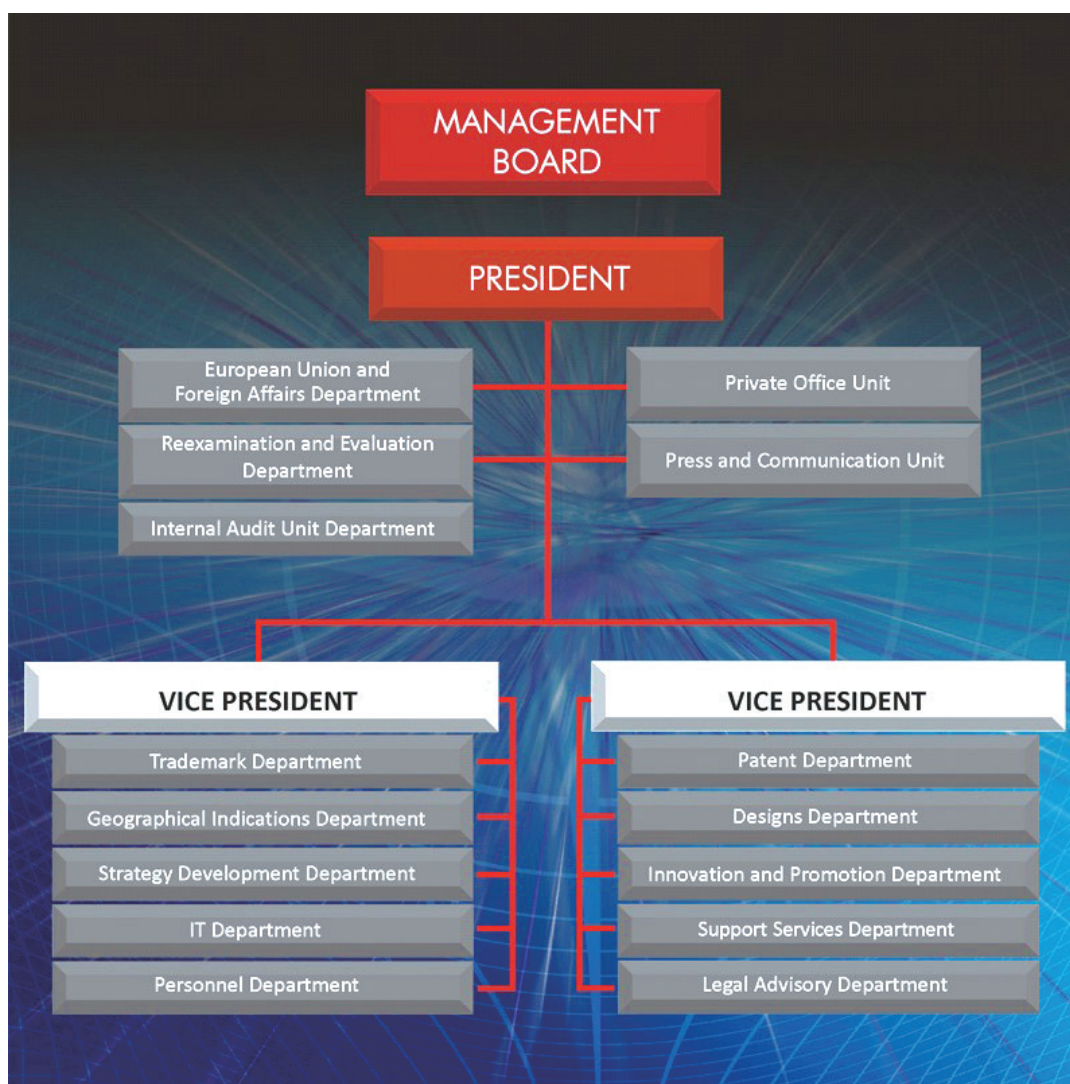 MANAGEMENT
BOARD
PRESIDENT
European Union and
Foreign Affairs Department
Reexamination and Evaluation
Department
Internal Audit Unit Department
Private Office Unit
Press and Communication Unit
VICE PRESIDENT
Trademark Department
Geographical Indications Department
Strategy Development Department
IT Department
Personnel Department
VICE PRESIDENT
Patent Department
Designs Department
Innovation and Promotion Department
Support Services Department
Legal Advisory Department